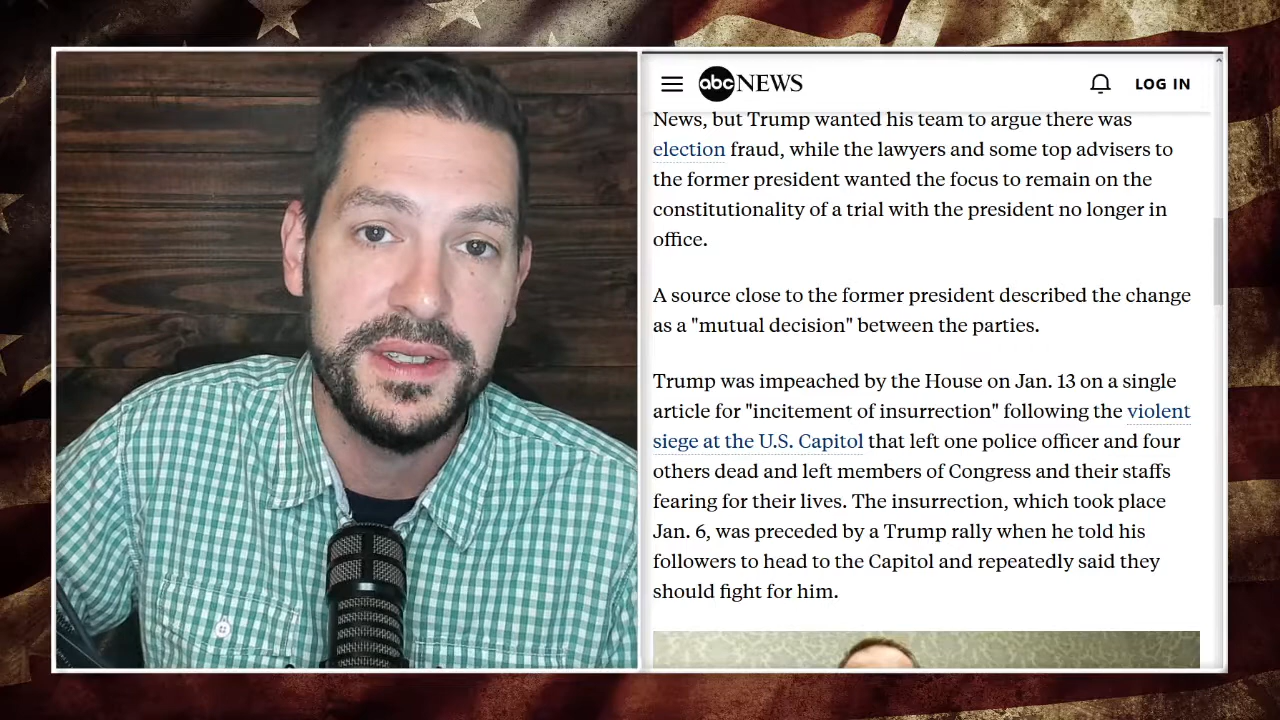 abc NEWS
LOG IN
News, but Trump wanted his team to argue there was
election fraud, while the lawyers and some top advisers to
the former president wanted the focus to remain on the
constitutionality of a trial with the president no longer in
office.
A source close to the former president described the change
as a "mutual decision" between the parties.
Trump was impeached by the House on Jan. 13 on a single
article for "incitement of insurrection" following the violent
siege at the U.S. Capitol that left one police officer and four
others dead and left members of Congress and their staffs
fearing for their lives. The insurrection, which took place
Jan. 6, was preceded by a Trump rally when he told his
followers to head to the Capitol and repeatedly said they
should fight for him.